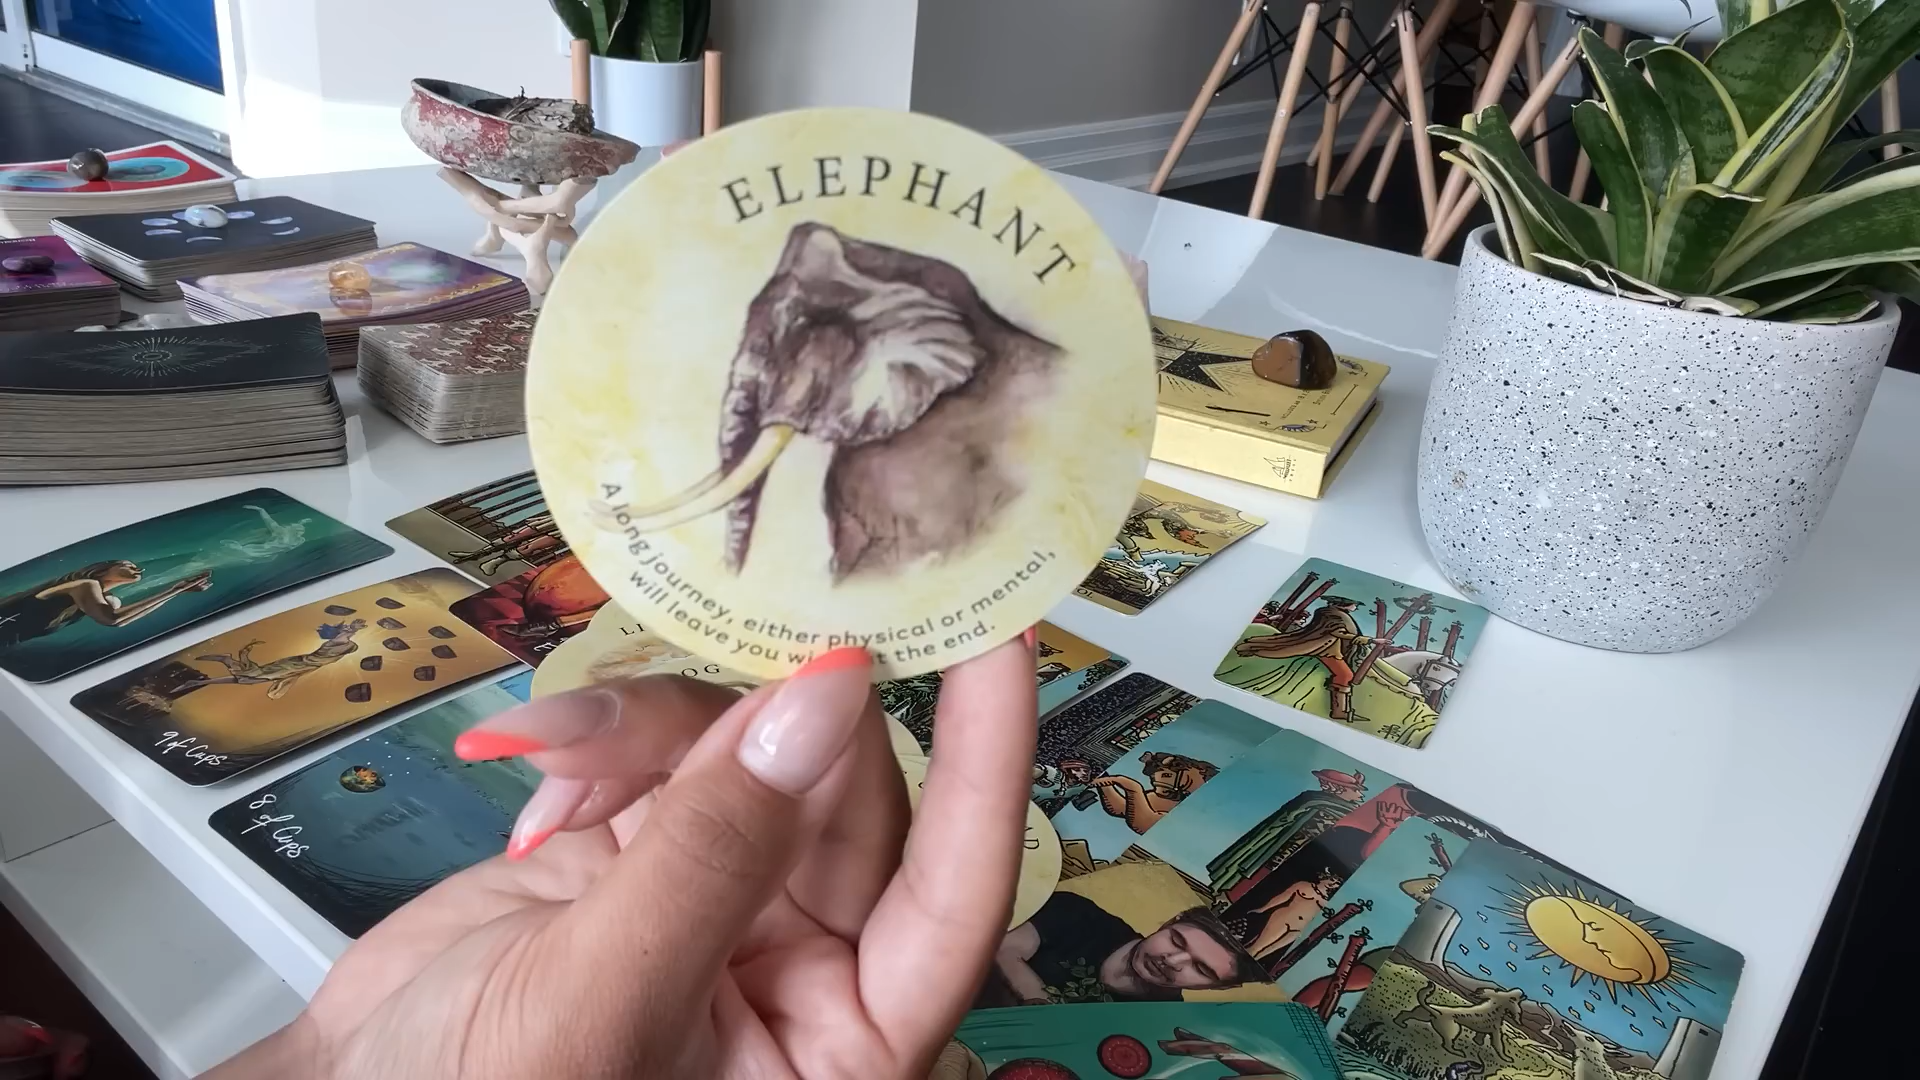 ELEPHANT
A long journey, either physical or mental,
will leave you the end.
9 of Cups
8 of Cups